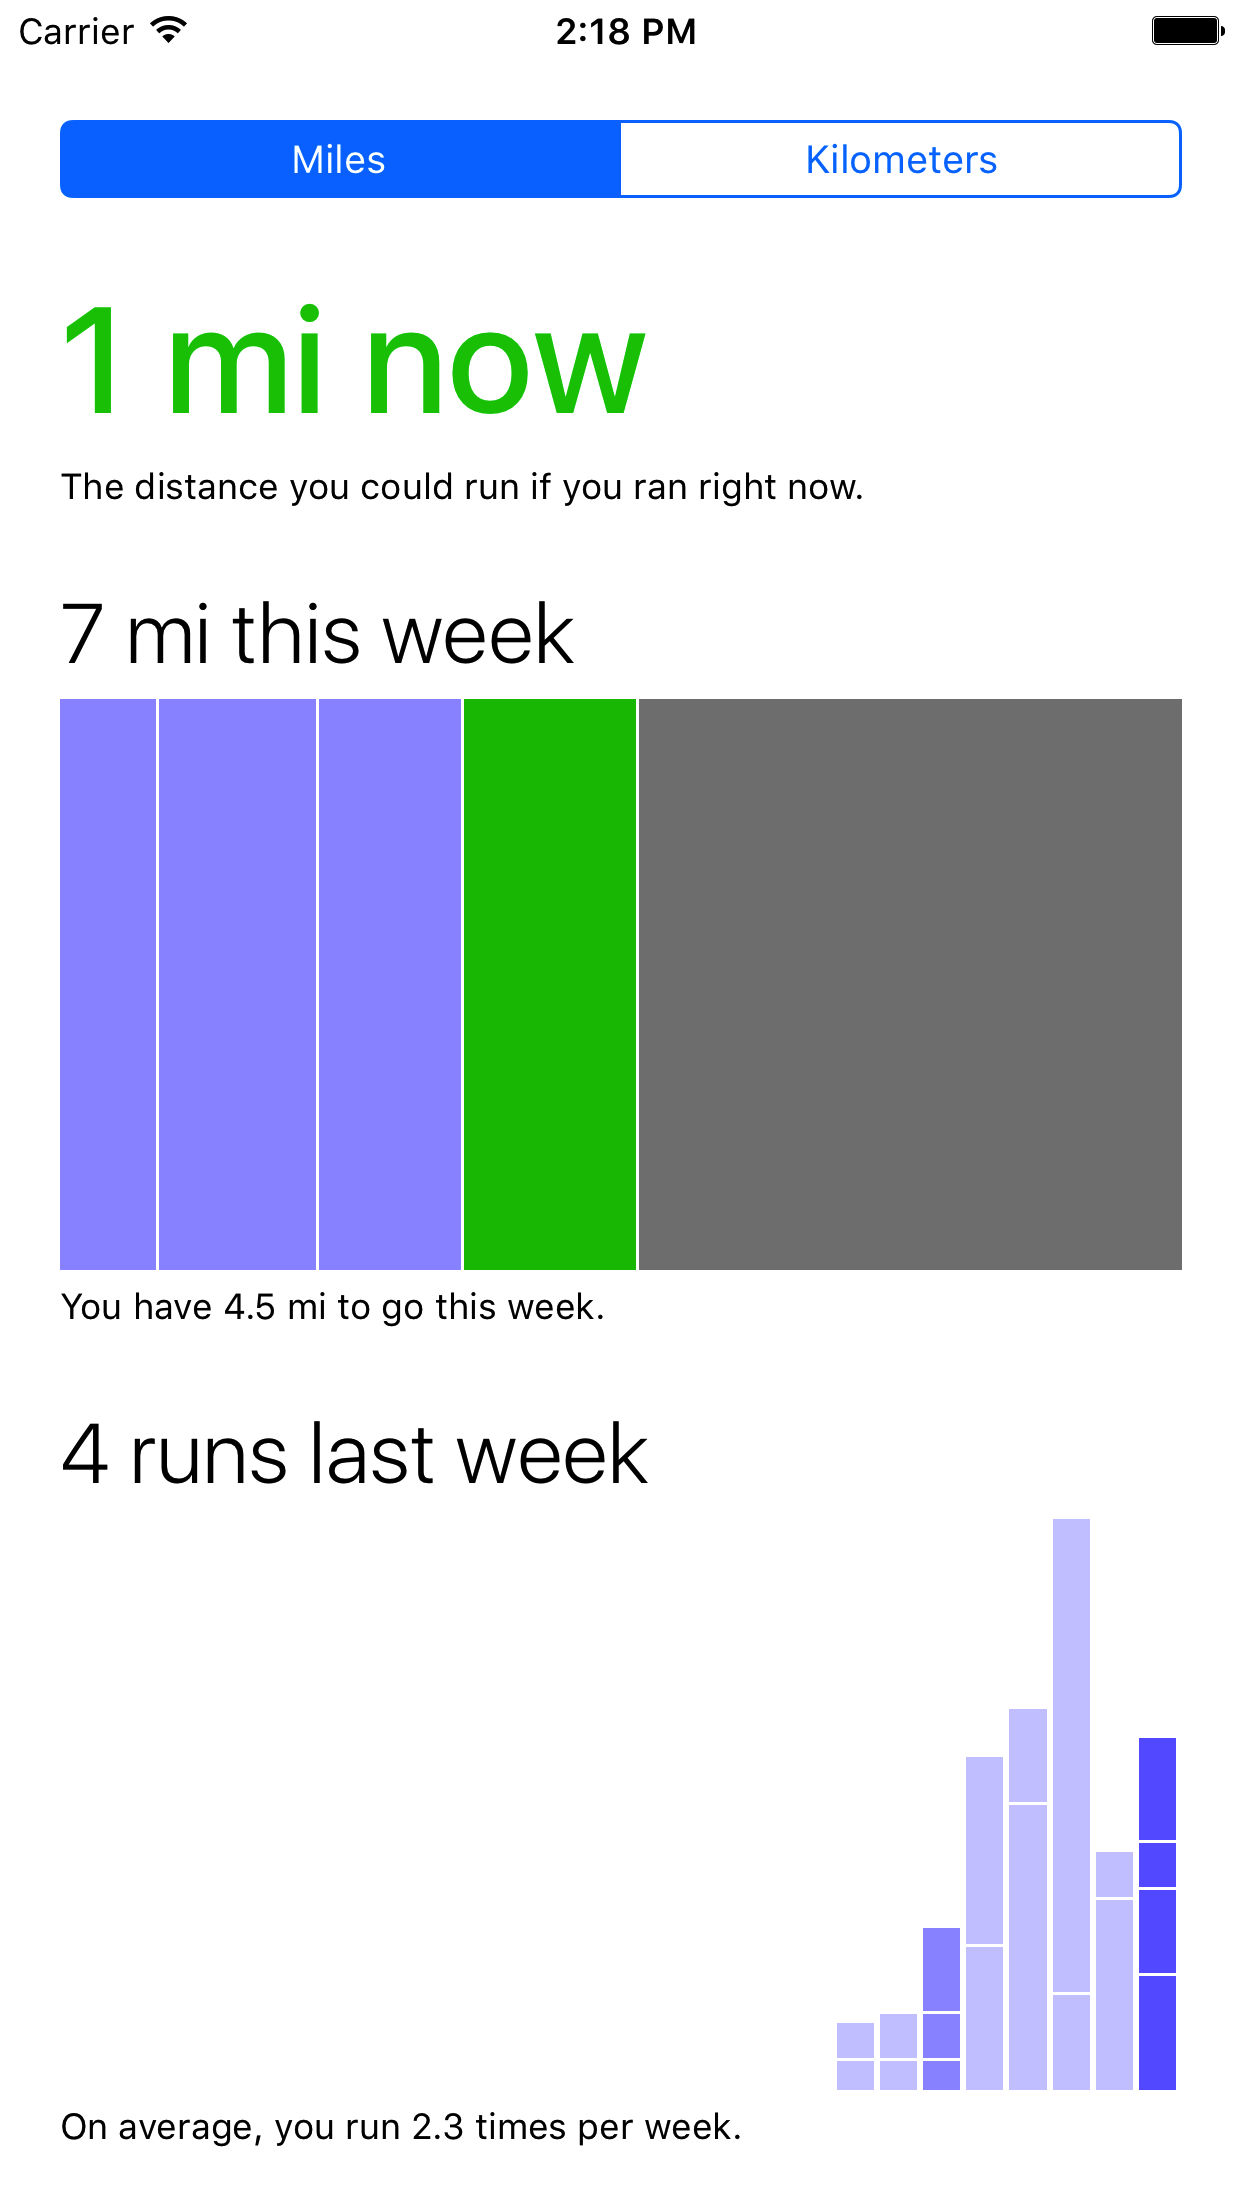 Carrier 2:18 PM
Miles Kilometers
1 mi now
The distance you could run if you ran right now.
7 mi this week
You have 4.5 mi to go this week.
4 runs last week
On average, you run 2.3 times per week.